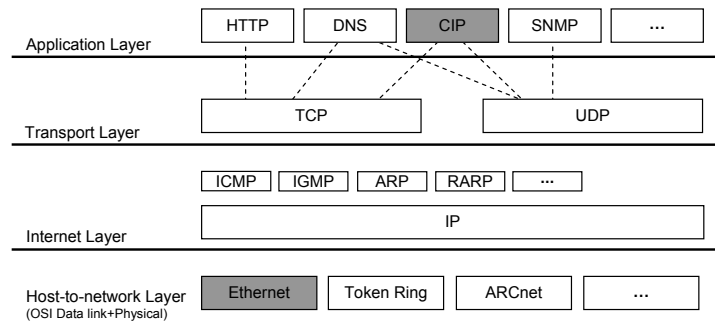 HTTP DNS CIP SNMP ...
Application Layer
TCP UDP
Transport Layer
ICMP IGMP ARP RARP ...
IP
Internet Layer
Host-to-network Layer Ethernet Token Ring ARCnet ...
(OSI Data link+Physical)